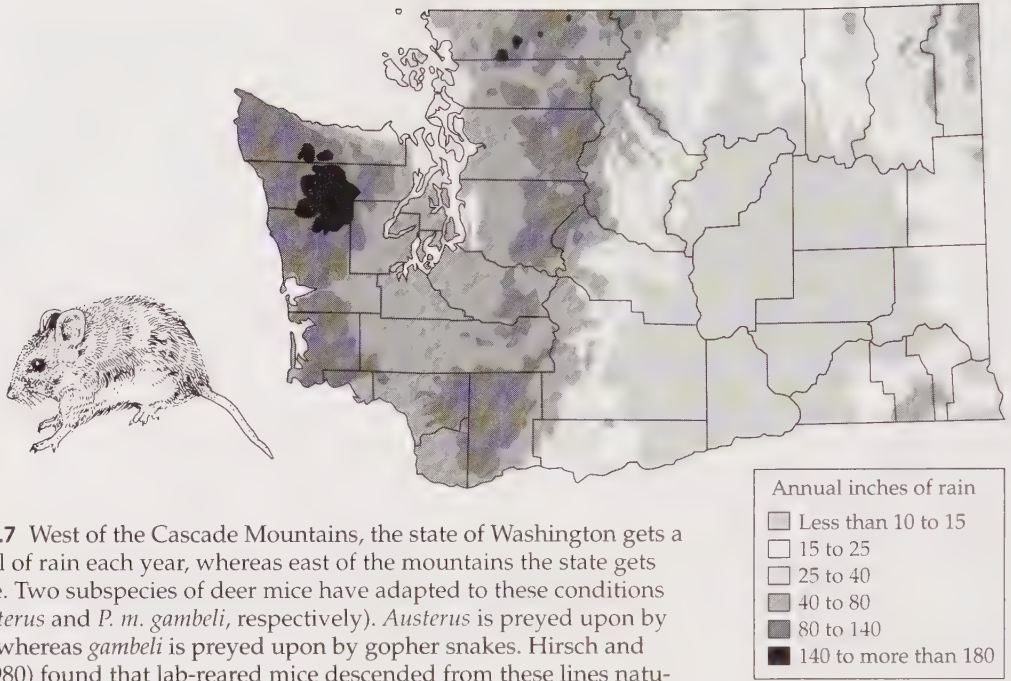 .7 West of the Cascade Mountains, the state of Washington gets a
l of rain each year, whereas east of the mountains the state gets
. Two subspecies of deer mice have adapted to these conditions
terus and P. m. gambeli, respectively). Austerus is preyed upon by
whereas gambeli is preyed upon by gopher snakes. Hirsch and
980) found that lab-reared mice descended from these lines natu-
Annual inches of rain
Less than 10 to 15
15 to 25
25 to 40
40 to 80
80 to 140
140 to more than 180